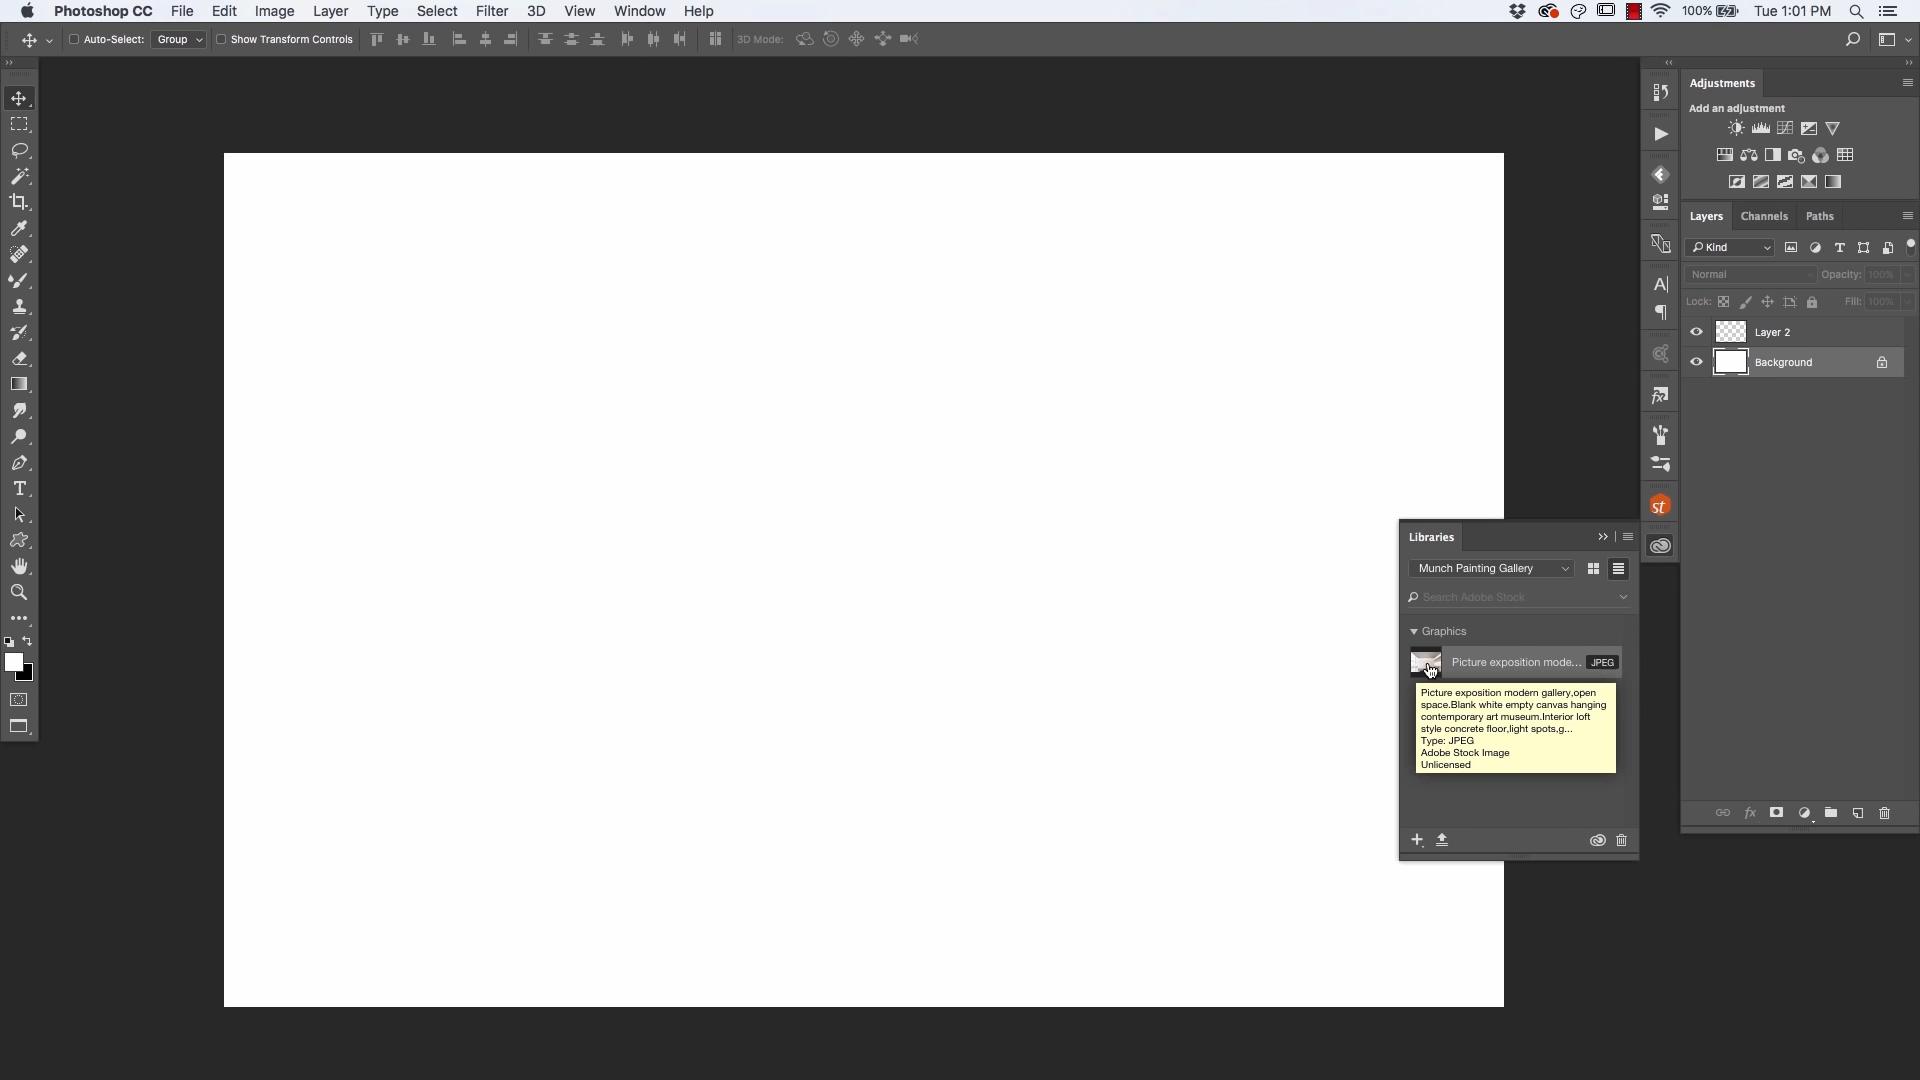 Photoshop CC File Edit Image Layer Type Select Filter 3D View Window Help 100% Tue 1:01 PM
Auto-Select: Group Show Transform Controls 3D Mode:
Adjustments
Add an adjustment
Layers Channels Paths
Kind
Normal Opacity: 100%
Lock: Fill: 100%
Layer 2
Background
st
Libraries
Munch Painting Gallery
Search Adobe Stock
Graphics
Picture exposition mode... JPEG
Picture exposition modern gallery,open
space.Blank white empty canvas hanging
contemporary art museum.Interior loft
style concrete floor,light spots,g...
Type: JPEG
Adobe Stock Image
Unlicensed